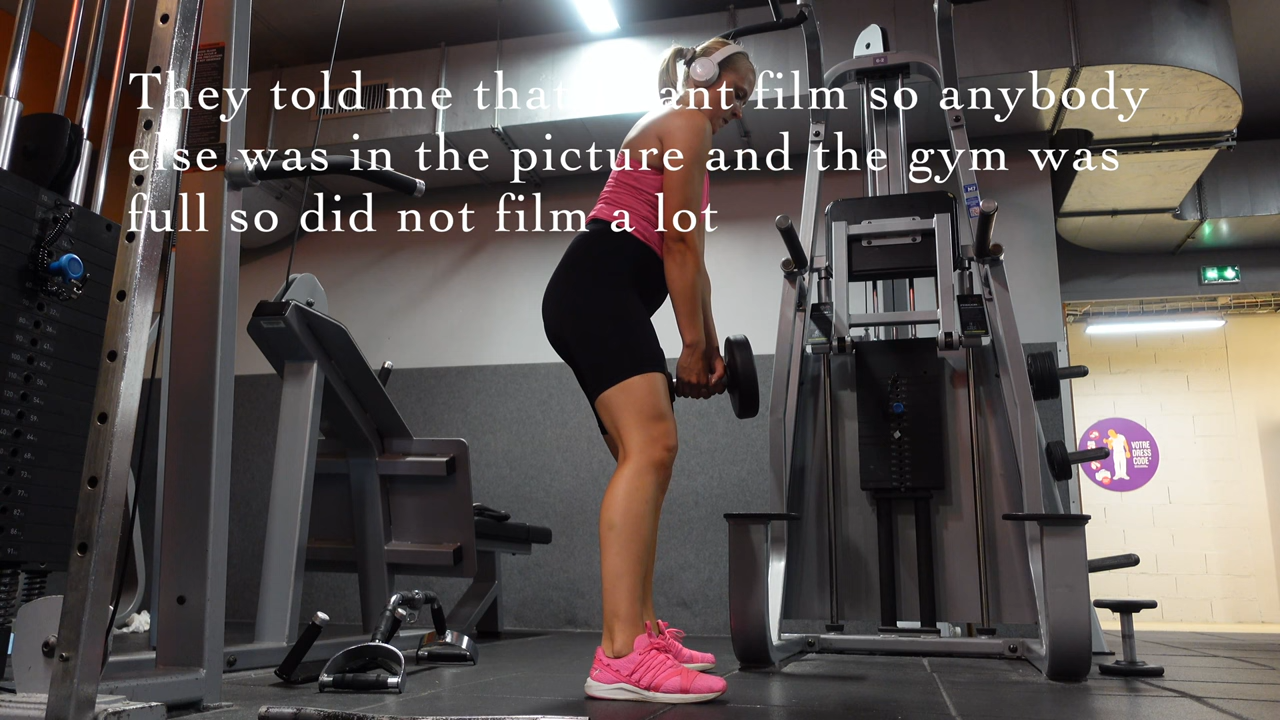 They told me that I cant film so anybody
else was in the picture and the gym was
full so did not film a lot
VOTRE
DRESS
CODE